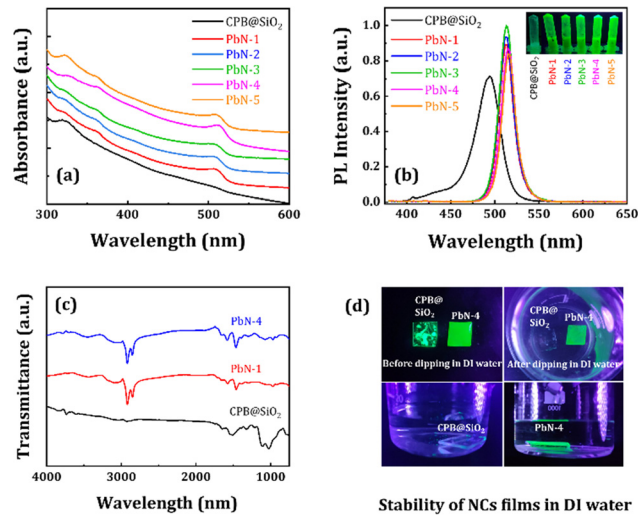 CPB@SiO₂
PbN-1
PbN-2
PbN-3
PbN-4
PbN-5
(a)
Absorbance (a.u.)
300 400 500 600
Wavelength (nm)
CPB@SiO₂
PbN-1
PbN-2
PbN-3
PbN-4
PbN-5
CPB@SiO₂
PbN-1
PbN-2
PbN-3
PbN-4
PbN-5
(b)
PL Intensity (a.u.)
1.0
0.8
0.6
0.4
0.2
0.0
400 450 500 550 600 650
Wavelength (nm)
(c)
PbN-4
PbN-1
CPB@SiO₂
Transmittance (a.u.)
4000 3000 2000 1000
Wavelength (nm)
(d)
CPB@
SiO₂
PbN-4
Before dipping in DI water
CPB@
SiO₂
PbN-4
After dipping in DI water
CPB@SiO₂
PbN-4
1000
Stability of NCs films in DI water